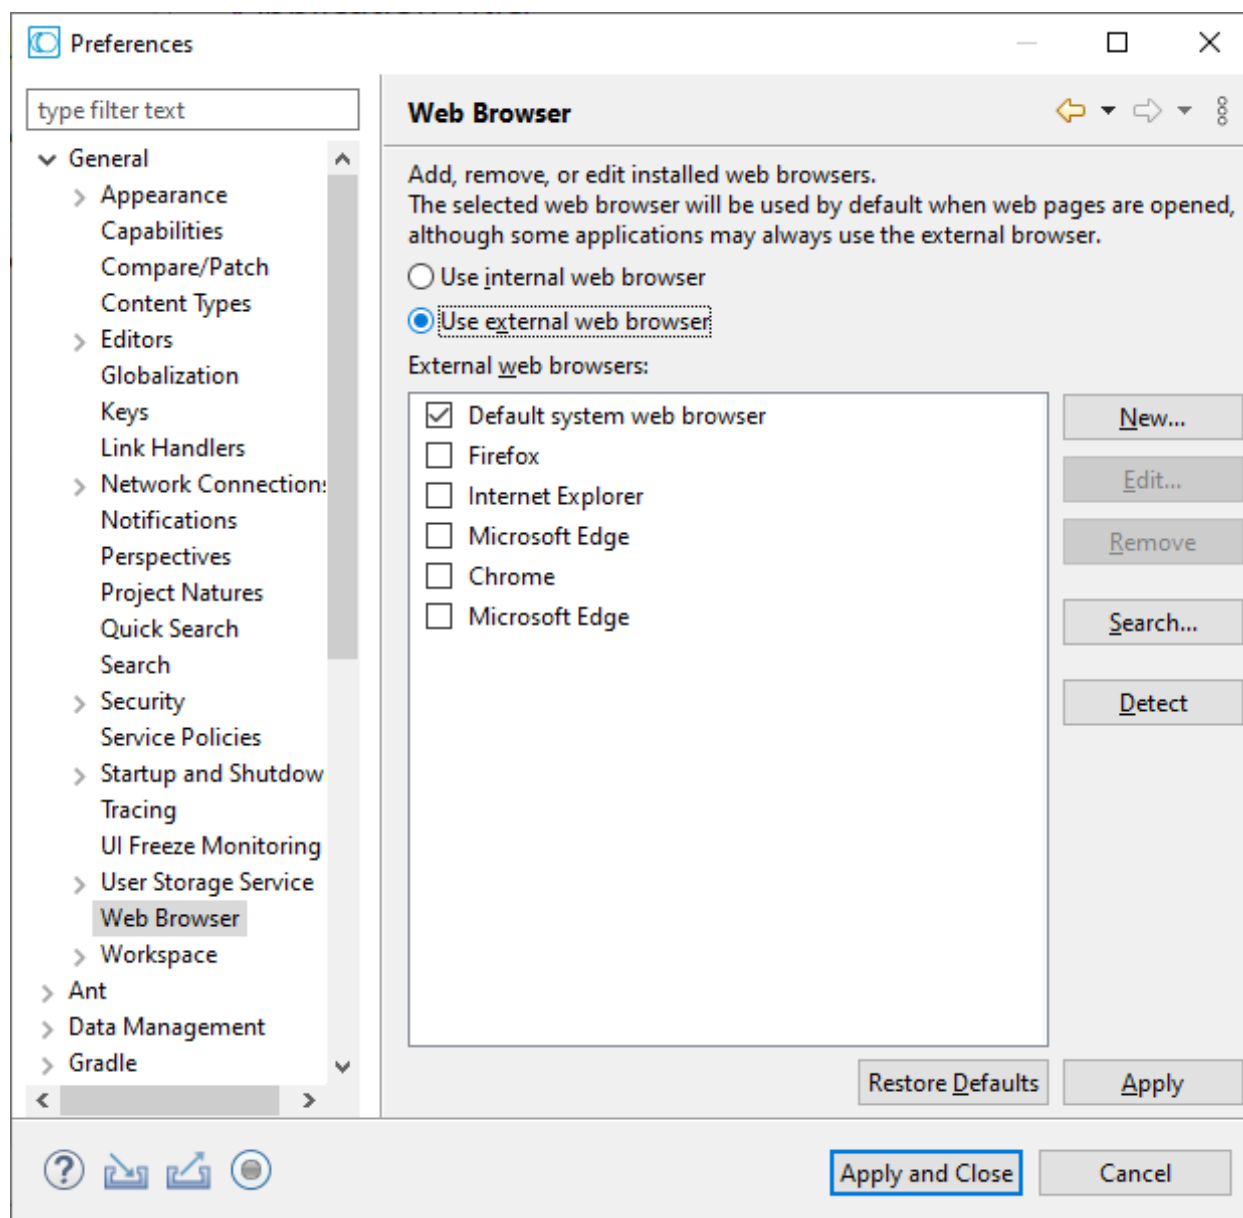 Preferences
type filter text
General
Appearance
Capabilities
Compare/Patch
Content Types
Editors
Globalization
Keys
Link Handlers
Network Connection
Notifications
Perspectives
Project Natures
Quick Search
Search
Security
Service Policies
Startup and Shutdow
Tracing
UI Freeze Monitoring
User Storage Service
Web Browser
Workspace
Ant
Data Management
Gradle
Web Browser
Add, remove, or edit installed web browsers.
The selected web browser will be used by default when web pages are opened,
although some applications may always use the external browser.
Use internal web browser
Use external web browser
External web browsers:
Default system web browser
Firefox
Internet Explorer
Microsoft Edge
Chrome
Microsoft Edge
New...
Edit...
Remove
Search...
Detect
Restore Defaults
Apply
Apply and Close
Cancel